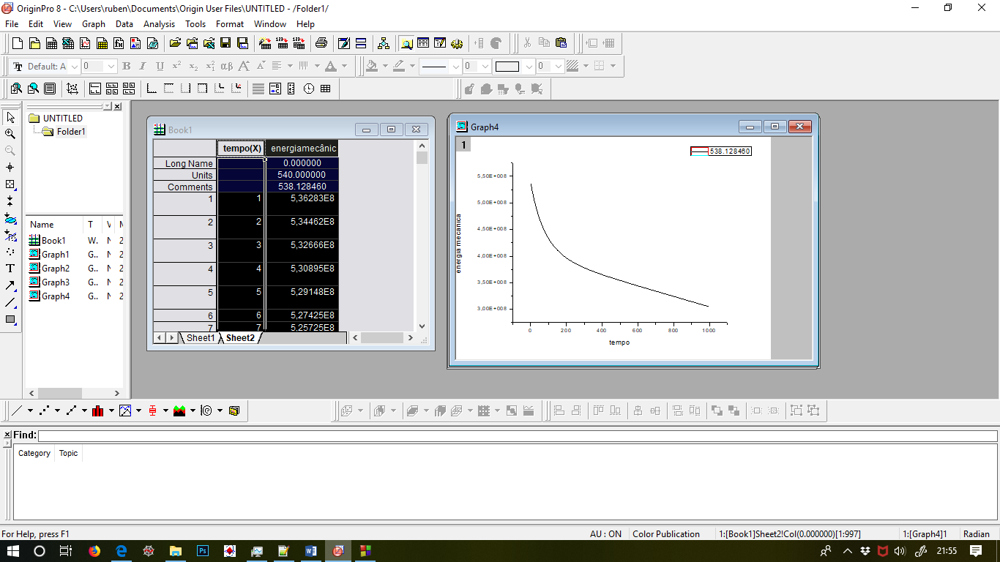 OriginPro 8 - C:\Users\ruben\Documents\Origin User Files\UNTITLED - /Folder1/
File Edit View Graph Data Analysis Tools Format Window Help
Default: A 0 B I U x² x₂ x₁² αβ A A A 0 0
UNTITLED
Folder1
Name T V M
Book1 W. N 2
Graph1 G.. N 2
Graph2 G.. N 2
Graph3 G.. N 2
Graph4 G.. N 2
Book1
tempo(X) energiamecânic
Long Name 0.000000
Units 540.000000
Comments 538.128460
1 1 5,36283E8
2 2 5,34462E8
3 3 5,32666E8
4 4 5,30895E8
5 5 5,29148E8
6 6 5,27425E8
7 7 5,25725E8
Sheet1 Sheet2
Graph4
1
538.128460
5,50E+008
5,00E+008
4,50E+008
4,00E+008
3,50E+008
3,00E+008
energia mecanica
0 200 400 600 800 1000
tempo
Find:
Category Topic
For Help, press F1 AU : ON Color Publication 1:[Book1]Sheet2!Col(0.000000)[1:997] 1:[Graph4]1 Radian
21:55